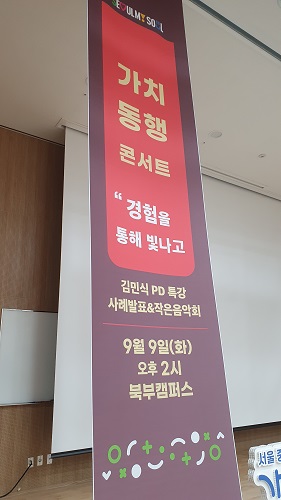 SEOUL MY SOUL
가치
동행
콘서트
“ 경험을
통해 빛나고
김민식 PD 특강
사례발표&작은음악회
9월 9일(화)
오후 2시
북부캠퍼스
서울